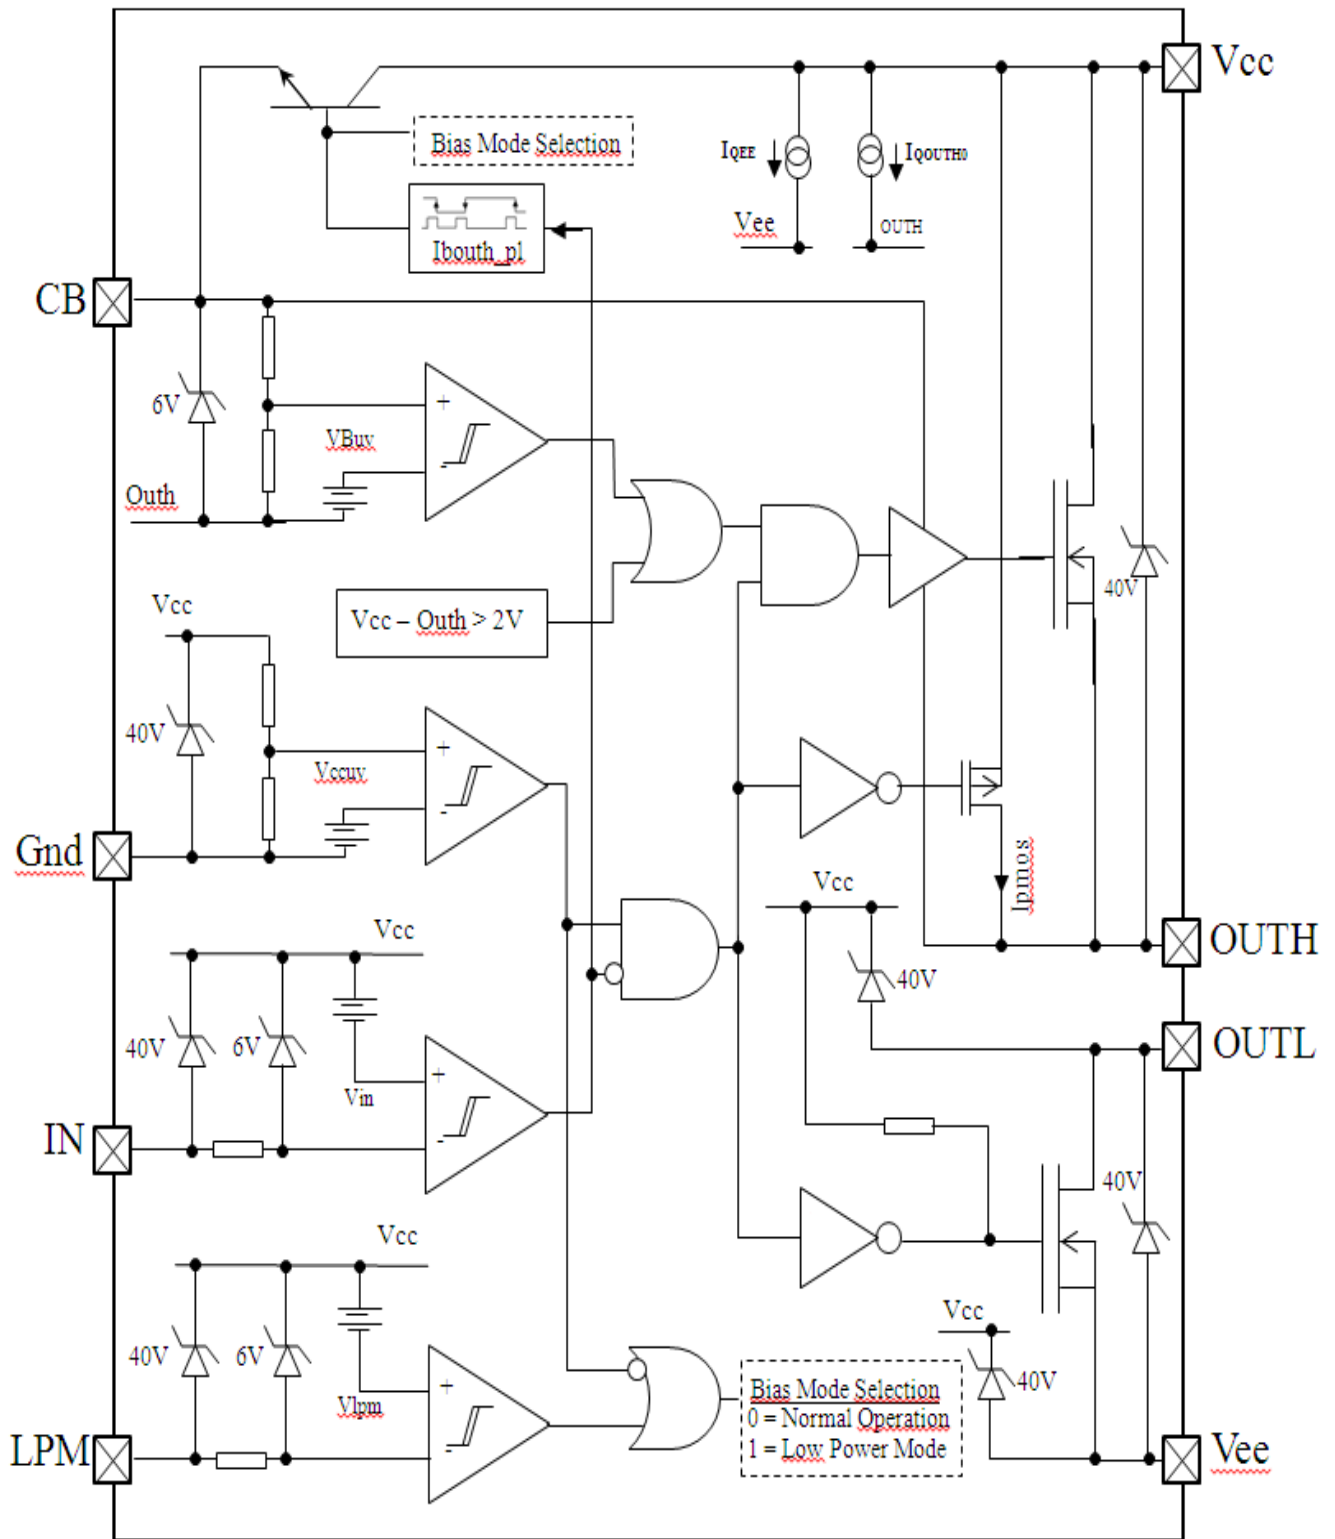 Vcc
Bias Mode Selection
IQEE
IQOUTH0
Vee
OUTH
Ibouth_pl
CB
6V
+
VBuv
-
Outh
40V
Vcc
Vcc – Outh > 2V
40V
+
Vccuv
-
Gnd
Ipmos
Vcc
Vcc
OUTH
40V
40V
6V
OUTL
+
Vin
IN
-
40V
Vcc
Vcc
40V
6V
+
Bias Mode Selection
40V
Vlpm
0 = Normal Operation
LPM
-
1 = Low Power Mode
Vee